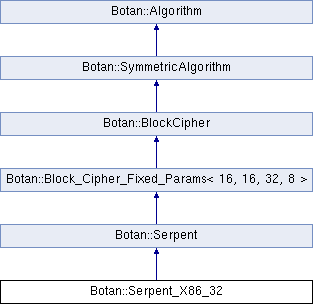 Botan::Algorithm
Botan::SymmetricAlgorithm
Botan::BlockCipher
Botan::Block_Cipher_Fixed_Params< 16, 16, 32, 8 >
Botan::Serpent
Botan::Serpent_X86_32